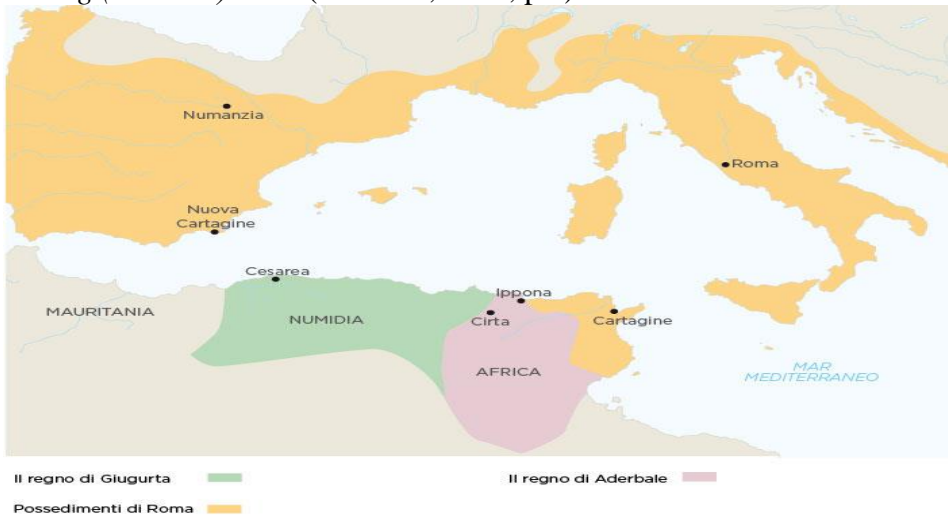 Numanzia
Roma
Nuova
Cartagine
Cesarea
Ippona
MAURITANIA
NUMIDIA
Cirta
Cartagine
AFRICA
MAR
MEDITERRANEO
Il regno di Giugurta
Il regno di Aderbale
Possedimenti di Roma